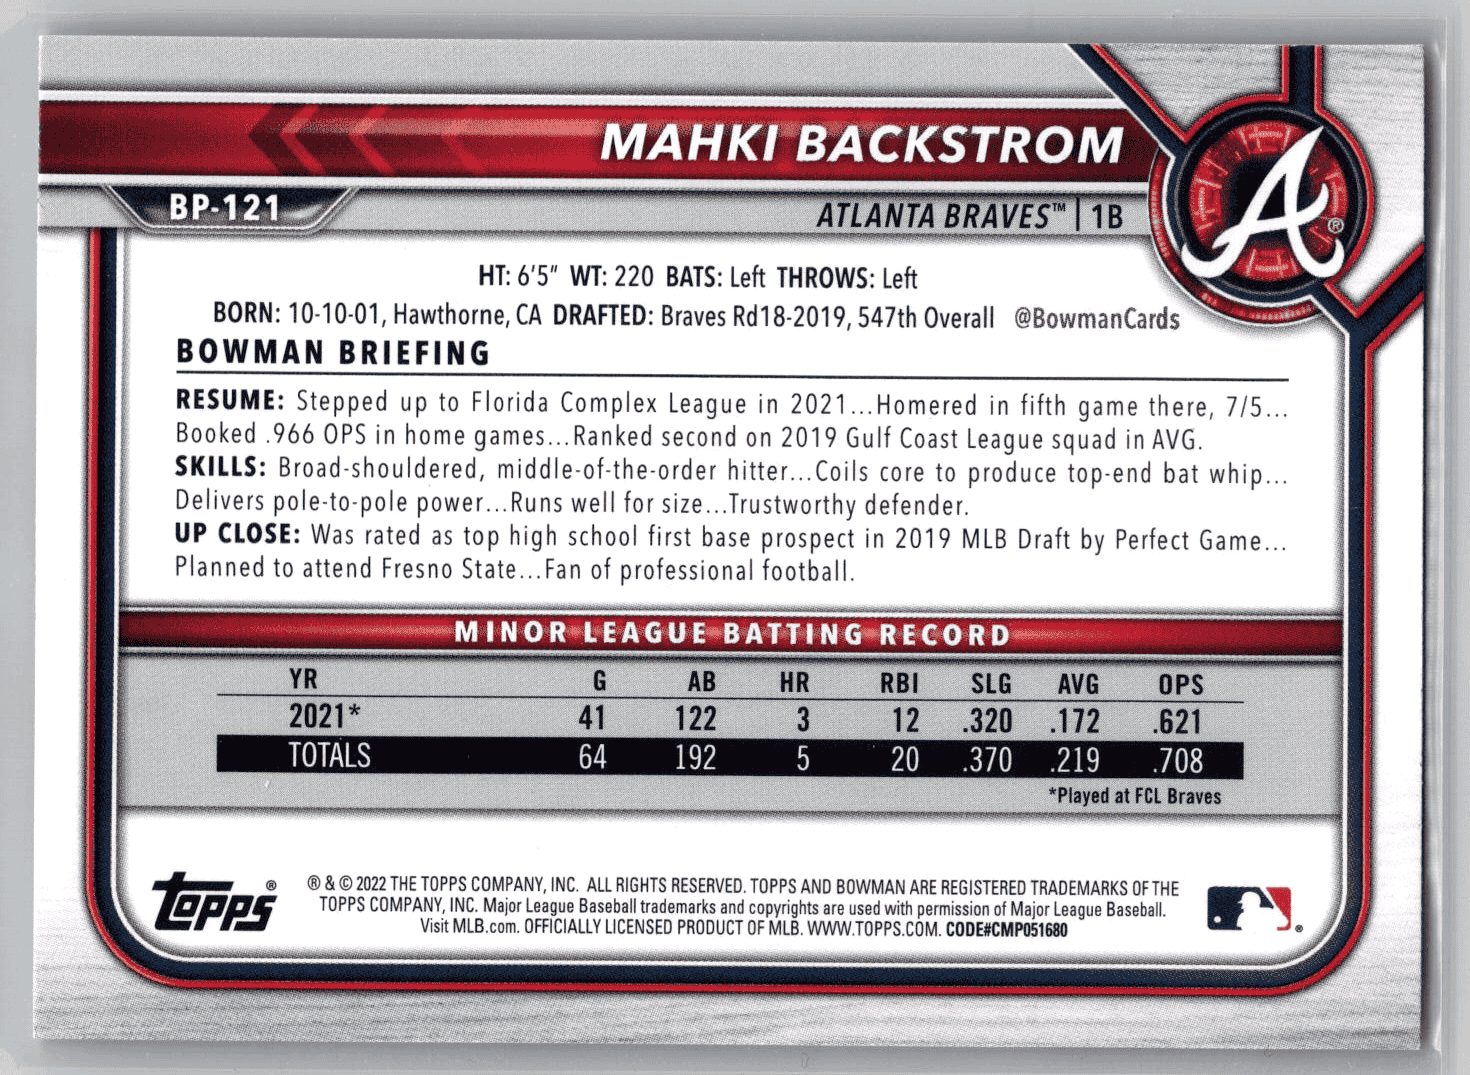 MAHKI BACKSTROM
BP-121
ATLANTA BRAVES™ | 1B
A®
HT: 6'5" WT: 220 BATS: Left THROWS: Left
BORN: 10-10-01, Hawthorne, CA DRAFTED: Braves Rd18-2019, 547th Overall @BowmanCards
BOWMAN BRIEFING
RESUME: Stepped up to Florida Complex League in 2021...Homered in fifth game there, 7/5...
Booked .966 OPS in home games...Ranked second on 2019 Gulf Coast League squad in AVG.
SKILLS: Broad-shouldered, middle-of-the-order hitter...Coils core to produce top-end bat whip...
Delivers pole-to-pole power...Runs well for size...Trustworthy defender.
UP CLOSE: Was rated as top high school first base prospect in 2019 MLB Draft by Perfect Game...
Planned to attend Fresno State...Fan of professional football.
MINOR LEAGUE BATTING RECORD
YR G AB HR RBI SLG AVG OPS
2021* 41 122 3 12 .320 .172 .621
TOTALS 64 192 5 20 .370 .219 .708
*Played at FCL Braves
Topps®
® & © 2022 THE TOPPS COMPANY, INC. ALL RIGHTS RESERVED. TOPPS AND BOWMAN ARE REGISTERED TRADEMARKS OF THE
TOPPS COMPANY, INC. Major League Baseball trademarks and copyrights are used with permission of Major League Baseball.
Visit MLB.com. OFFICIALLY LICENSED PRODUCT OF MLB. WWW.TOPPS.COM. CODE#CMP051680
®